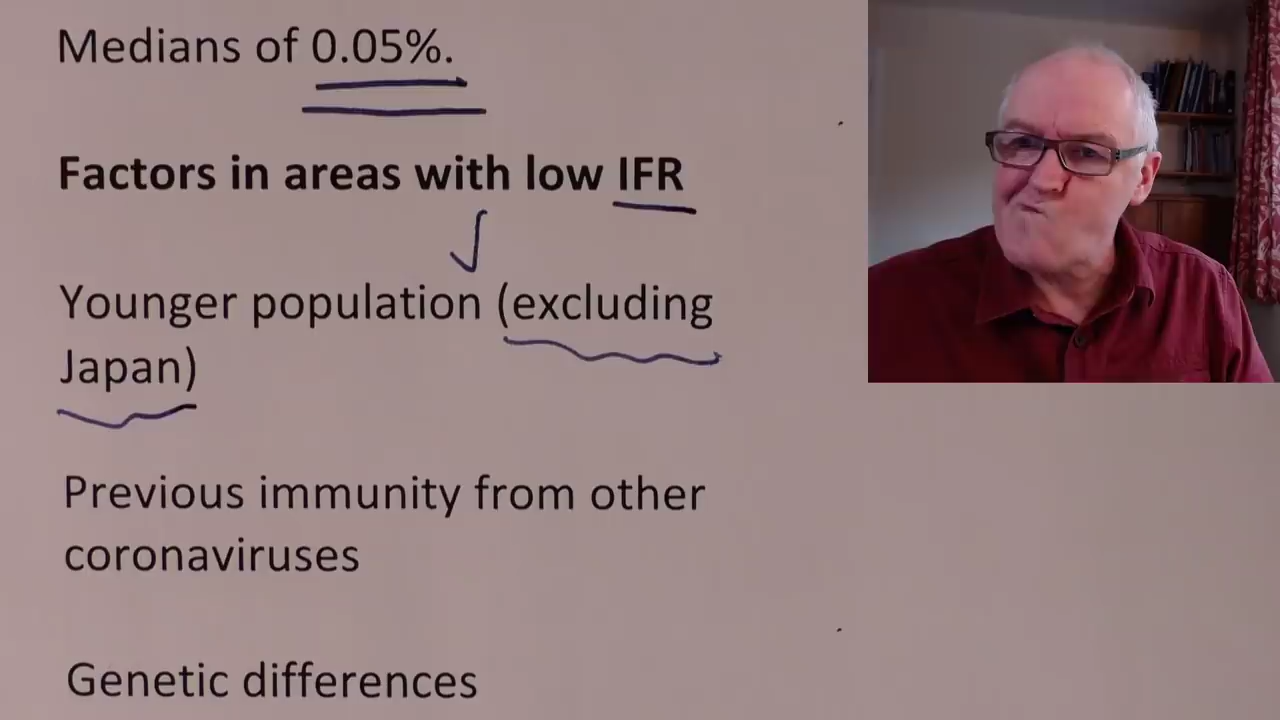 Medians of 0.05%.
Factors in areas with low IFR
Younger population (excluding
Japan)
Previous immunity from other
coronaviruses
Genetic differences